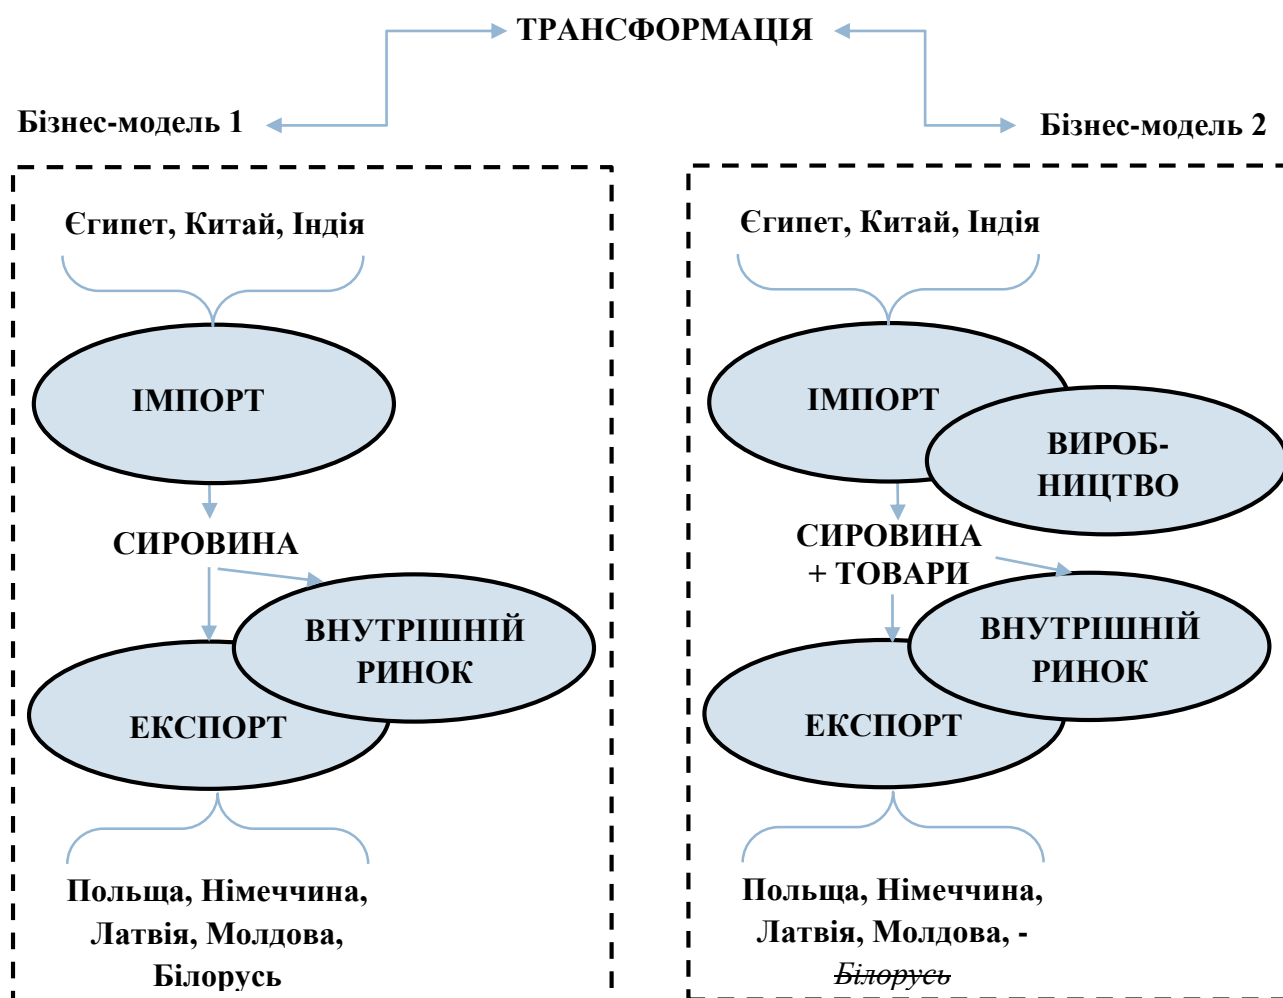 ТРАНСФОРМАЦІЯ
Бізнес-модель 1
Бізнес-модель 2
Єгипет, Китай, Індія
ІМПОРТ
СИРОВИНА
ВНУТРІШНІЙ
РИНОК
ЕКСПОРТ
Польща, Німеччина,
Латвія, Молдова,
Білорусь
Єгипет, Китай, Індія
ІМПОРТ
ВИРОБ-
НИЦТВО
СИРОВИНА
+ ТОВАРИ
ВНУТРІШНІЙ
РИНОК
ЕКСПОРТ
Польща, Німеччина,
Латвія, Молдова, -
Білорусь